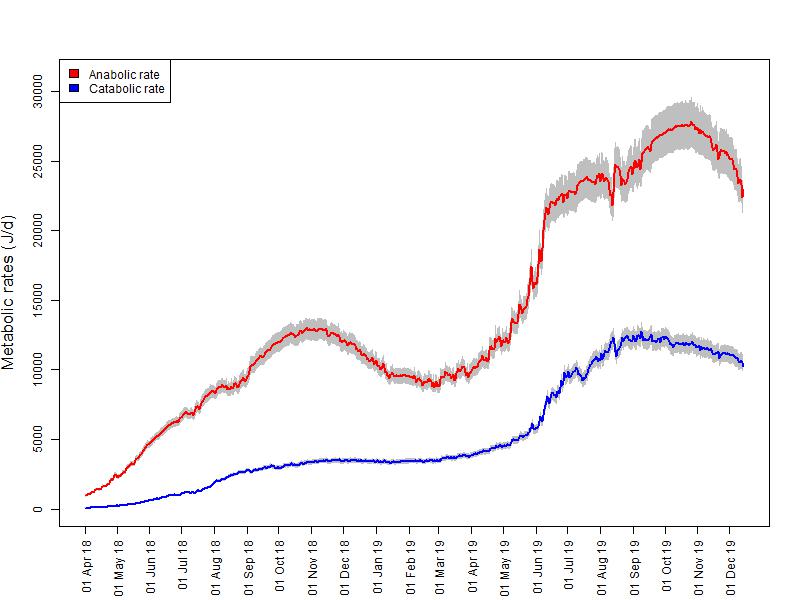 Anabolic rate
Catabolic rate
Metabolic rates (J/d)
30000
25000
20000
15000
10000
5000
0
01 Apr 18
01 May 18
01 Jun 18
01 Jul 18
01 Aug 18
01 Sep 18
01 Oct 18
01 Nov 18
01 Dec 18
01 Jan 19
01 Feb 19
01 Mar 19
01 Apr 19
01 May 19
01 Jun 19
01 Jul 19
01 Aug 19
01 Sep 19
01 Oct 19
01 Nov 19
01 Dec 19